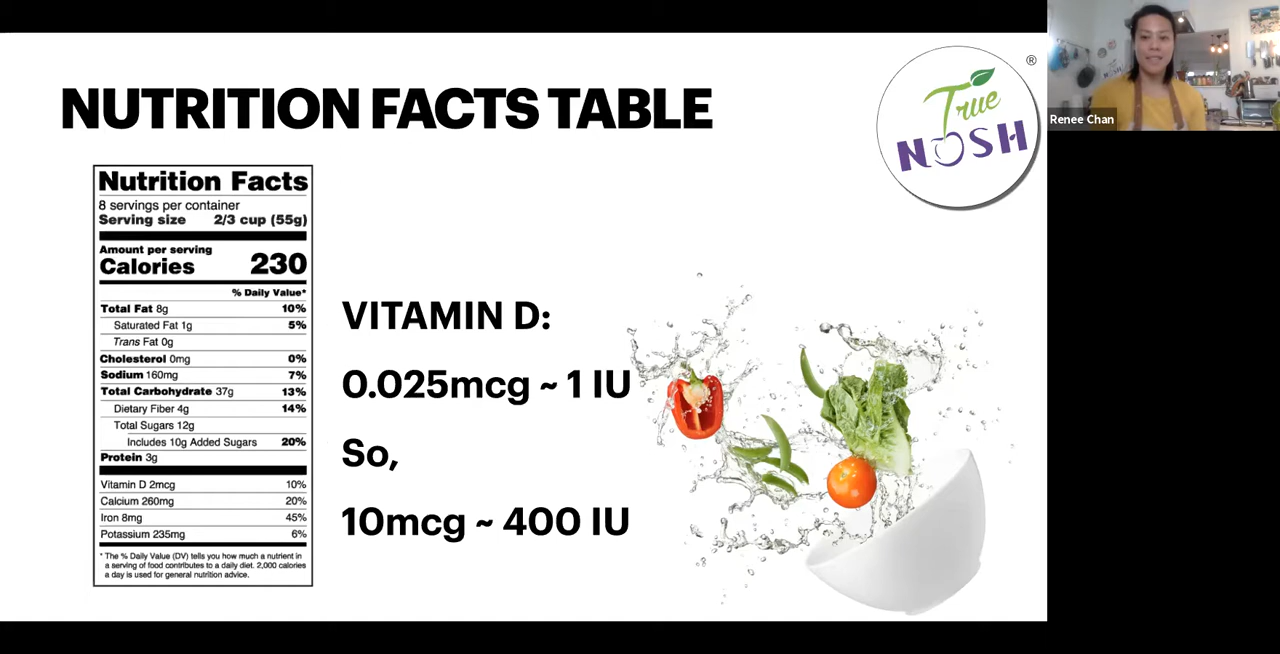 NUTRITION FACTS TABLE
True
NOSH
®
Renee Chan
Nutrition Facts
8 servings per container
Serving size 2/3 cup (55g)
Amount per serving
Calories 230
% Daily Value*
Total Fat 8g 10%
Saturated Fat 1g 5%
Trans Fat 0g
Cholesterol 0mg 0%
Sodium 160mg 7%
Total Carbohydrate 37g 13%
Dietary Fiber 4g 14%
Total Sugars 12g
Includes 10g Added Sugars 20%
Protein 3g
Vitamin D 2mcg 10%
Calcium 260mg 20%
Iron 8mg 45%
Potassium 235mg 6%
* The % Daily Value (DV) tells you how much a nutrient in
a serving of food contributes to a daily diet. 2,000 calories
a day is used for general nutrition advice.
VITAMIN D:
0.025mcg ~ 1 IU
So,
10mcg ~ 400 IU